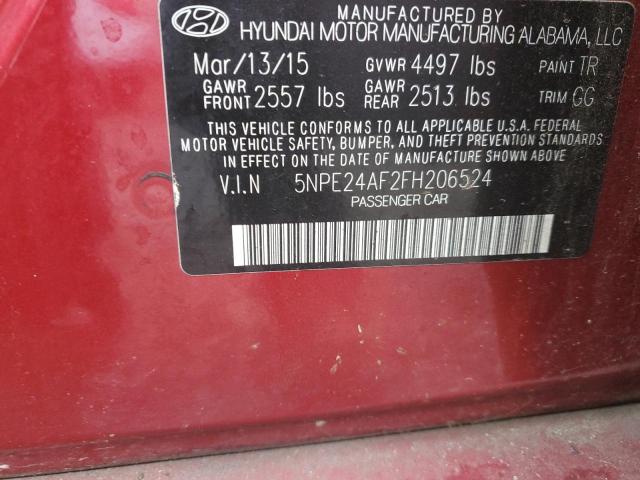 MANUFACTURED BY
HYUNDAI MOTOR MANUFACTURING ALABAMA, LLC
Mar/13/15 GVWR 4497 lbs PAINT TR
GAWR FRONT 2557 lbs GAWR REAR 2513 lbs TRIM GG
THIS VEHICLE CONFORMS TO ALL APPLICABLE U.S.A. FEDERAL
MOTOR VEHICLE SAFETY, BUMPER, AND THEFT PREVENTION STANDARDS
IN EFFECT ON THE DATE OF MANUFACTURE SHOWN ABOVE
V.I.N 5NPE24AF2FH206524
PASSENGER CAR